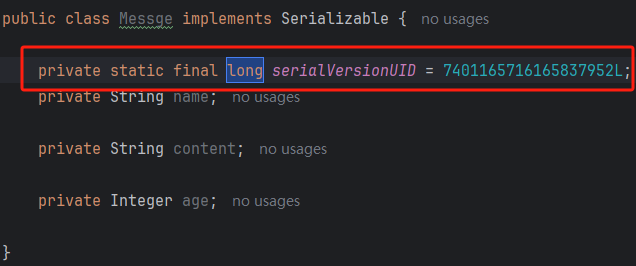 public class Messqe implements Serializable {  no usages
private static final long serialVersionUID = 7401165716165837952L;
private String name;  no usages
private String content;  no usages
private Integer age;  no usages
}